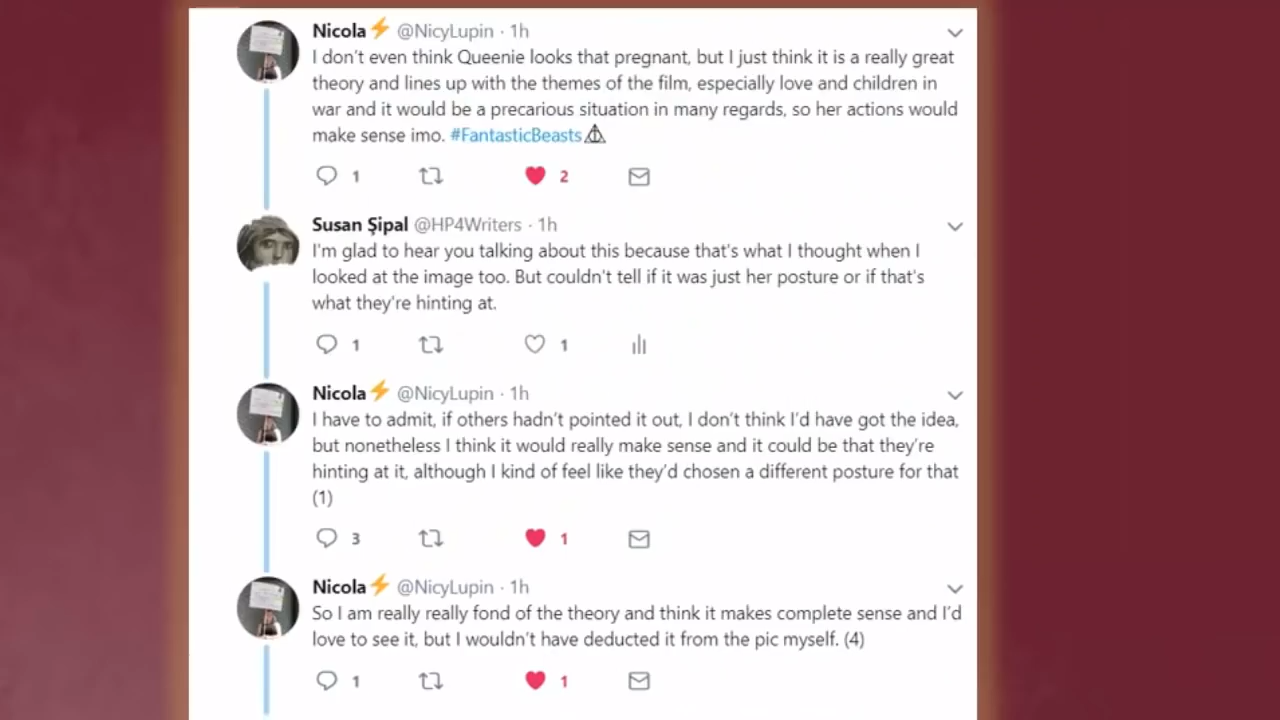 Nicola⚡ @NicyLupin · 1h
I don't even think Queenie looks that pregnant, but I just think it is a really great
theory and lines up with the themes of the film, especially love and children in
war and it would be a precarious situation in many regards, so her actions would
make sense imo. #FantasticBeasts
1 2
Susan Şipal @HP4Writers · 1h
I'm glad to hear you talking about this because that's what I thought when I
looked at the image too. But couldn't tell if it was just her posture or if that's
what they're hinting at.
1 1
Nicola⚡ @NicyLupin · 1h
I have to admit, if others hadn't pointed it out, I don't think I'd have got the idea,
but nonetheless I think it would really make sense and it could be that they're
hinting at it, although I kind of feel like they'd chosen a different posture for that
(1)
3 1
Nicola⚡ @NicyLupin · 1h
So I am really really fond of the theory and think it makes complete sense and I'd
love to see it, but I wouldn't have deducted it from the pic myself. (4)
1 1